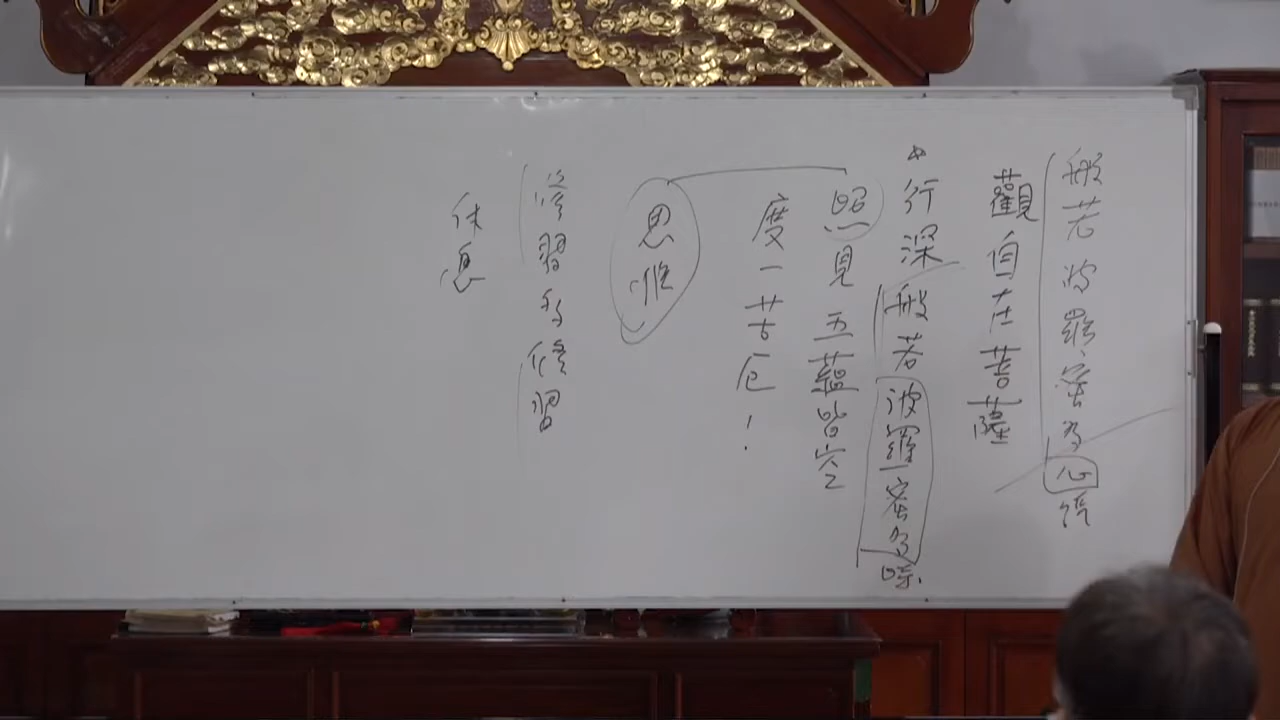 般若波羅蜜多心經
觀自在菩薩
行深般若波羅蜜多時
照見五蘊皆空
度一苦厄!
思惟
修習多修習
休息